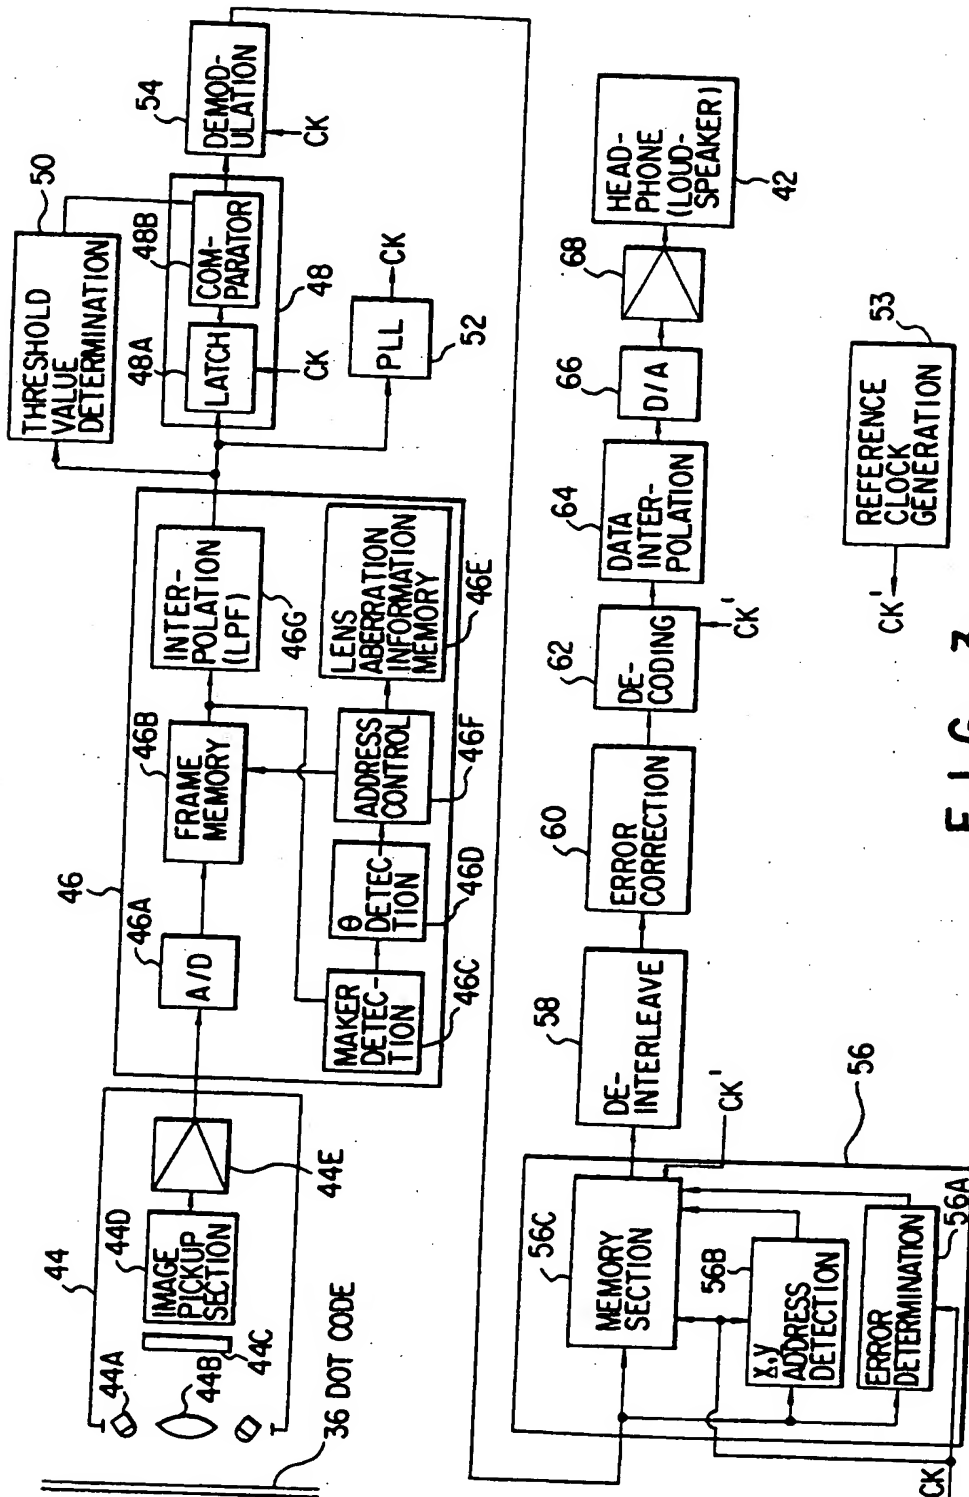 36 DOT CODE
44
44A
44B
44C
44D
IMAGE
PICKUP
SECTION
44E
46
46A
A/D
46B
FRAME
MEMORY
INTER-
POLATION
(LPF)
46G
MAKER
DETEC-
TION
46C
θ
DETEC-
TION
46D
ADDRESS
CONTROL
46F
LENS
ABERRATION
INFORMATION
MEMORY
46E
THRESHOLD
VALUE
DETERMINATION
50
48A
LATCH
CK
48B
COM-
PARATOR
48
PLL
52
CK
54
DEMOD-
ULATION
CK
56C
MEMORY
SECTION
CK'
56B
X,y
ADDRESS
DETECTION
ERROR
DETERMINATION
56A
56
CK
58
DE-
INTERLEAVE
60
ERROR
CORRECTION
62
DE-
CODING
CK'
64
DATA
INTER-
POLATION
66
D/A
68
HEAD-
PHONE
(LOUD-
SPEAKER)
42
CK'
REFERENCE
CLOCK
GENERATION
53
FIG. 3